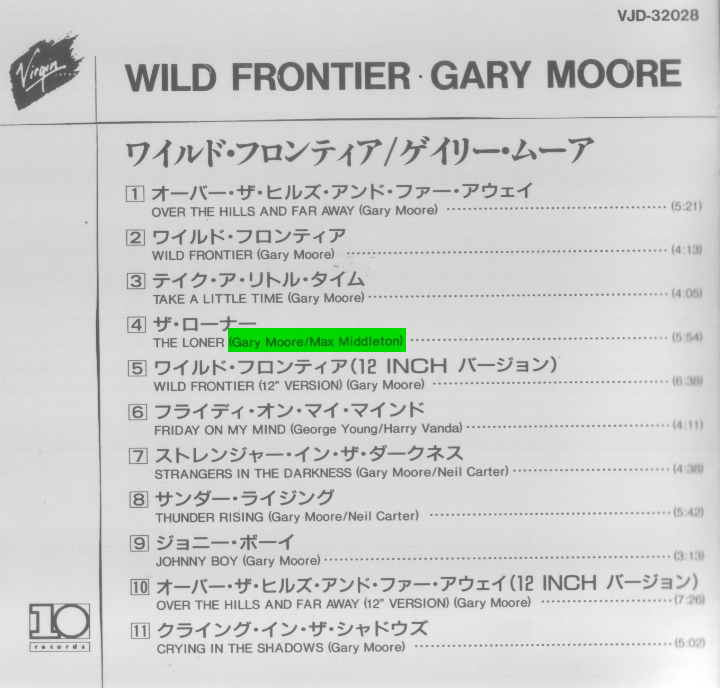 VJD-32028
Virgin
JAPAN
WILD FRONTIER · GARY MOORE
ワイルド・フロンティア/ゲイリー・ムーア
1 オーバー・ザ・ヒルズ・アンド・ファー・アウェイ
OVER THE HILLS AND FAR AWAY (Gary Moore) (5:21)
2 ワイルド・フロンティア
WILD FRONTIER (Gary Moore) (4:13)
3 テイク・ア・リトル・タイム
TAKE A LITTLE TIME (Gary Moore) (4:05)
4 ザ・ローナー
THE LONER (Gary Moore/Max Middleton) (5:54)
5 ワイルド・フロンティア(12 INCH バージョン)
WILD FRONTIER (12" VERSION) (Gary Moore) (6:38)
6 フライディ・オン・マイ・マインド
FRIDAY ON MY MIND (George Young/Harry Vanda) (4:11)
7 ストレンジャー・イン・ザ・ダークネス
STRANGERS IN THE DARKNESS (Gary Moore/Neil Carter) (4:38)
8 サンダー・ライジング
THUNDER RISING (Gary Moore/Neil Carter) (5:42)
9 ジョニー・ボーイ
JOHNNY BOY (Gary Moore) (3:13)
10 オーバー・ザ・ヒルズ・アンド・ファー・アウェイ(12 INCH バージョン)
OVER THE HILLS AND FAR AWAY (12" VERSION) (Gary Moore) (7:26)
11 クライング・イン・ザ・シャドウズ
CRYING IN THE SHADOWS (Gary Moore) (5:02)
10
records